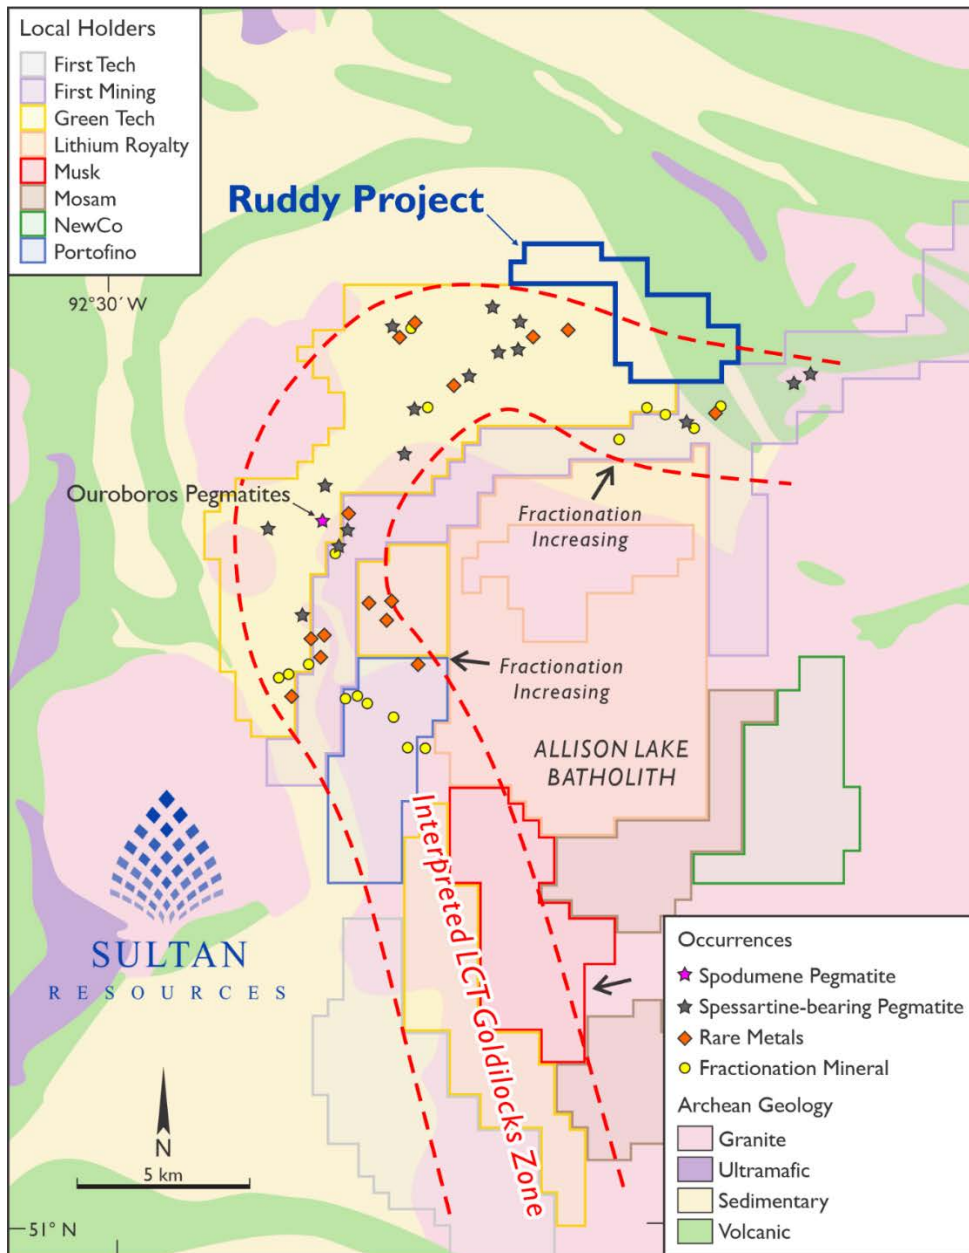 Local Holders
First Tech
First Mining
Green Tech
Lithium Royalty
Musk
Mosam
NewCo
Portofino
Ruddy Project
92°30´W
Ouroboros Pegmatites
Fractionation
Increasing
Fractionation
Increasing
ALLISON LAKE
BATHOLITH
Interpreted LCT Goldilocks Zone
SULTAN
RESOURCES
N
5 km
51° N
Occurrences
Spodumene Pegmatite
Spessartine-bearing Pegmatite
Rare Metals
Fractionation Mineral
Archean Geology
Granite
Ultramafic
Sedimentary
Volcanic